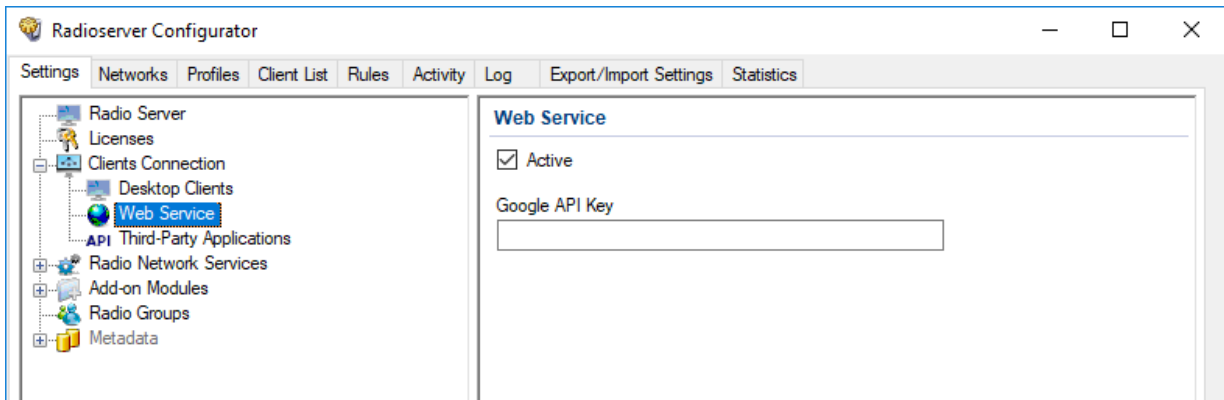 Radioserver Configurator
Settings Networks Profiles Client List Rules Activity Log Export/Import Settings Statistics
Radio Server
Licenses
Clients Connection
Desktop Clients
Web Service
API Third-Party Applications
Radio Network Services
Add-on Modules
Radio Groups
Metadata
Web Service
Active
Google API Key